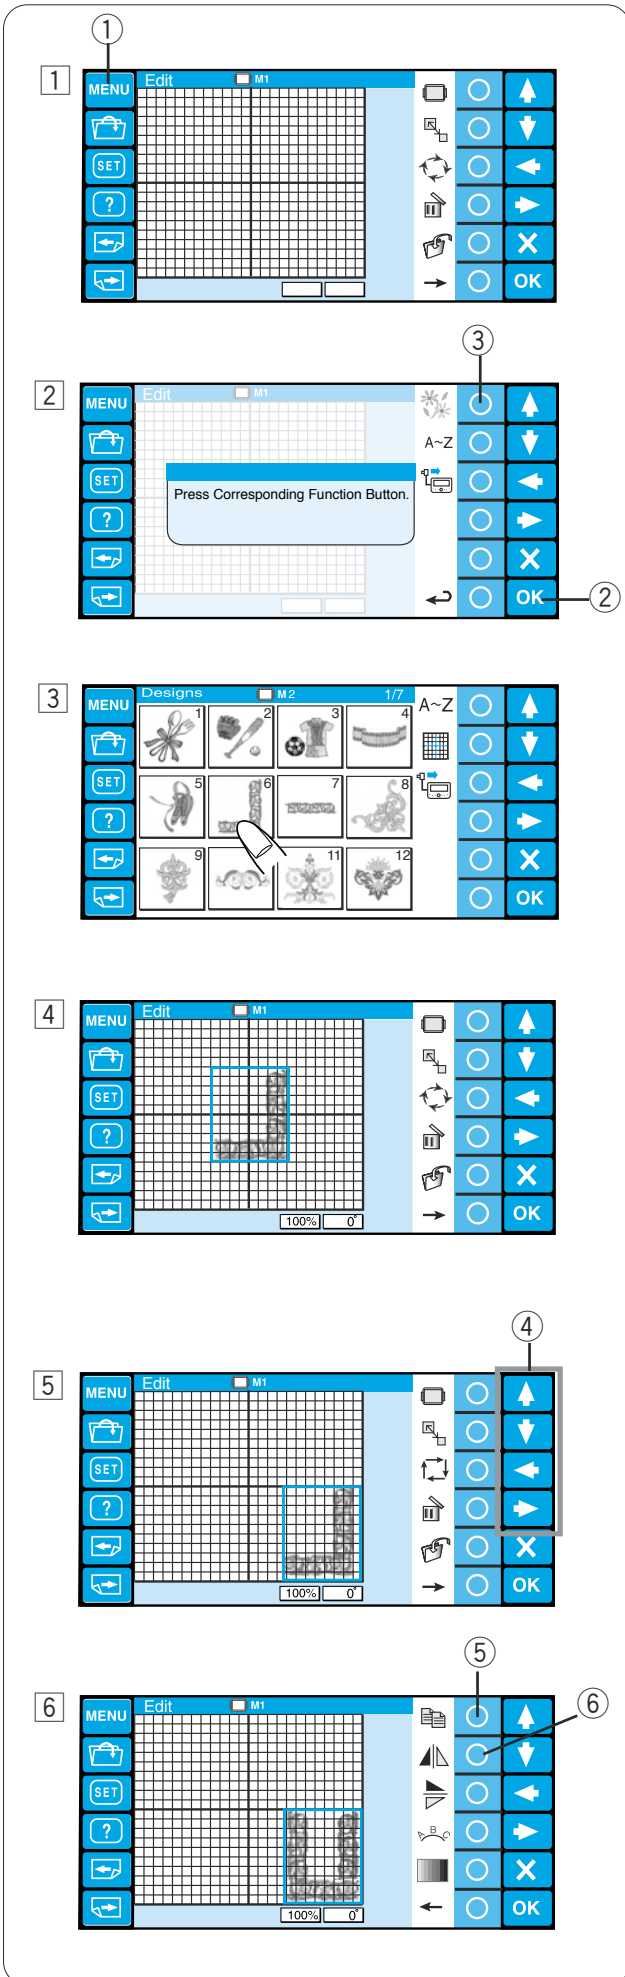 ①
1
MENU Edit M1
SET
?
OK
③
2
MENU Edit M1
A~Z
SET
Press Corresponding Function Button.
?
OK ②
3
MENU Designs M2 1/7 A~Z
1 2 3 4
SET
5 6 7 8
?
9 11 12
OK
4
MENU Edit M1
SET
?
OK
100% 0°
④
5
MENU Edit M1
SET
?
OK
100% 0°
⑤
⑥
6
MENU Edit M1
SET
?
A B C
OK
100% 0°